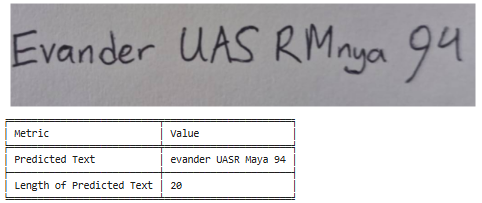 Evander UAS RMnya 94
Metric Value
Predicted Text evander UASR Maya 94
Length of Predicted Text 20